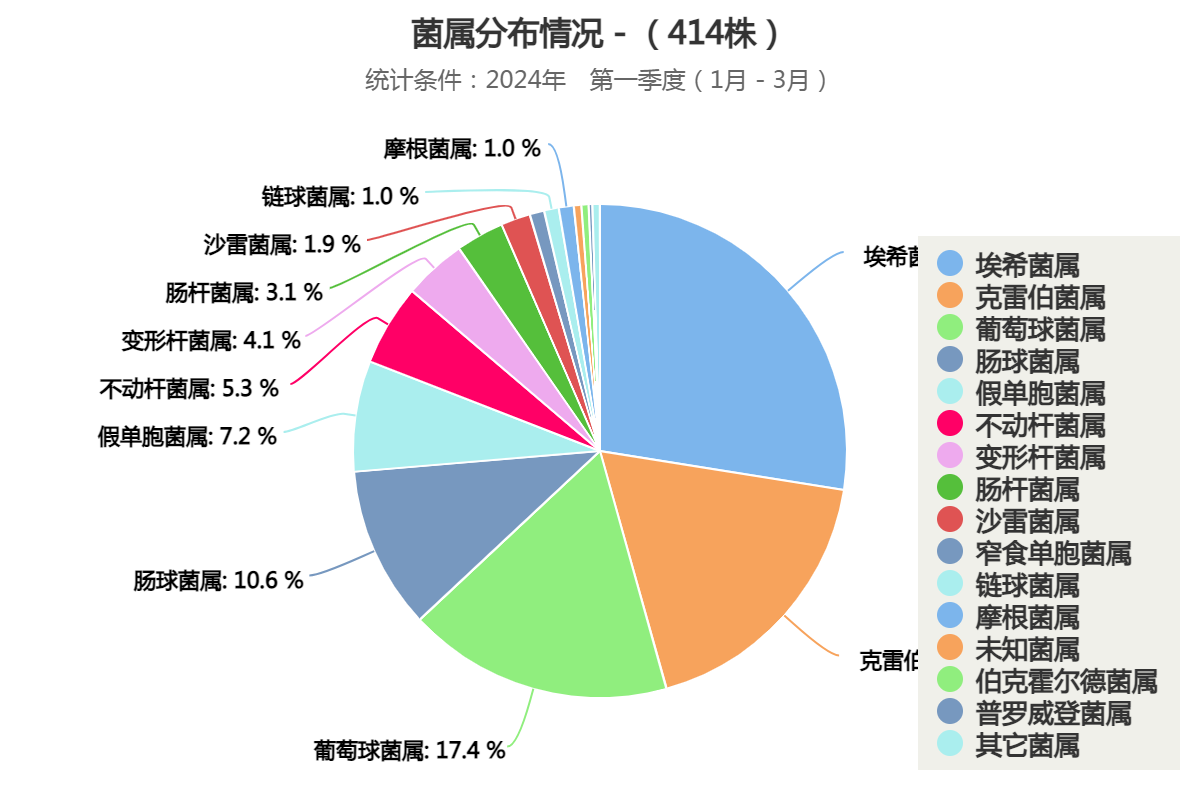 菌属分布情况 -（414株）
统计条件：2024年 第一季度（1月 - 3月）
摩根菌属: 1.0 %
链球菌属: 1.0 %
沙雷菌属: 1.9 %
肠杆菌属: 3.1 %
变形杆菌属: 4.1 %
不动杆菌属: 5.3 %
假单胞菌属: 7.2 %
肠球菌属: 10.6 %
葡萄球菌属: 17.4 %
埃希
克雷伯
埃希菌属
克雷伯菌属
葡萄球菌属
肠球菌属
假单胞菌属
不动杆菌属
变形杆菌属
肠杆菌属
沙雷菌属
窄食单胞菌属
链球菌属
摩根菌属
未知菌属
伯克霍尔德菌属
普罗威登菌属
其它菌属